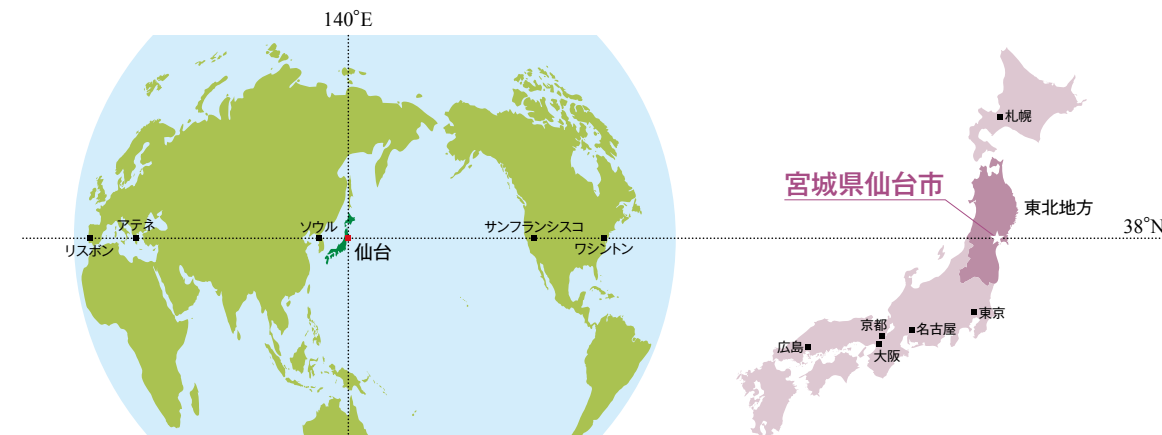 140°E
アテネ
リスボン
ソウル
仙台
サンフランシスコ
ワシントン
札幌
宮城県仙台市
東北地方
38°N
東京
名古屋
京都
大阪
広島